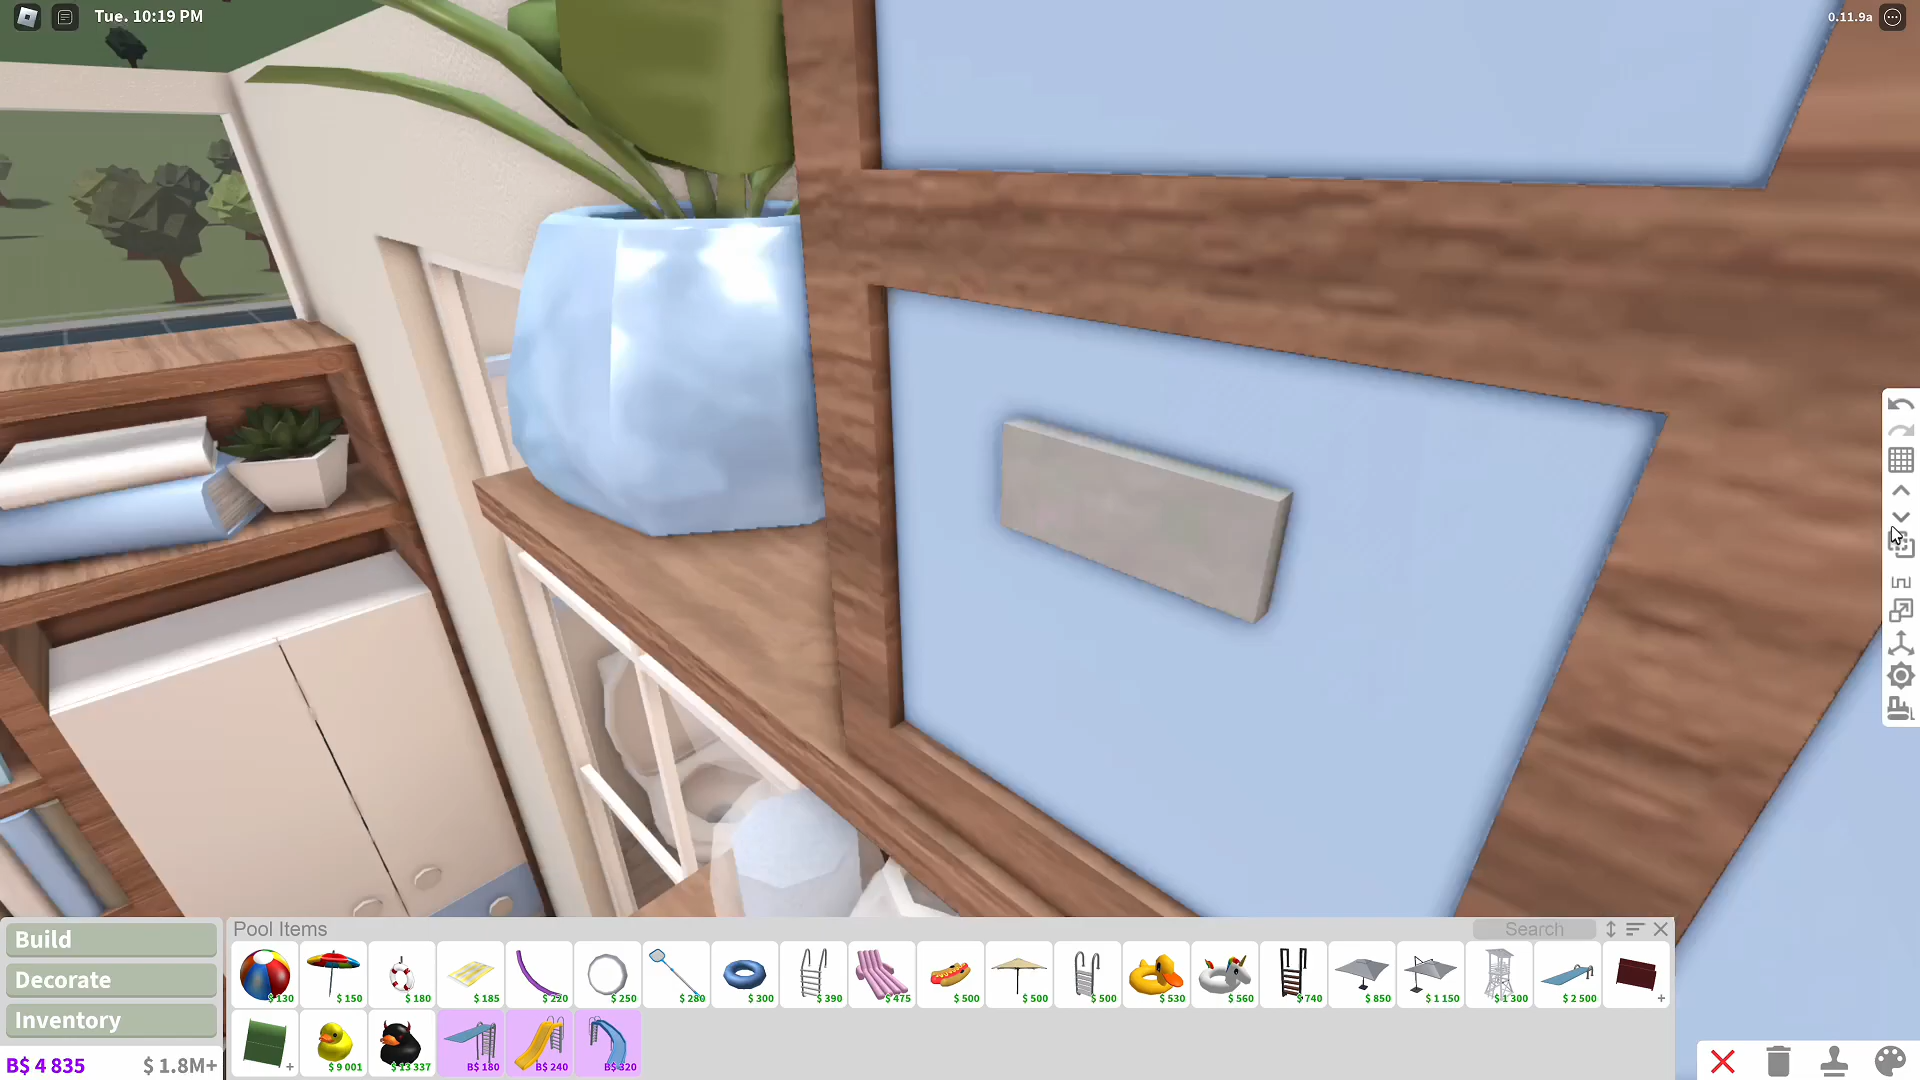 Tue. 10:19 PM
0.11.9a
Build
Decorate
Inventory
B$ 4 835
$ 1.8M+
Pool Items
Search
$ 130
$ 150
$ 180
$ 185
$ 220
$ 250
$ 280
$ 300
$ 390
$ 475
$ 500
$ 500
$ 500
$ 530
$ 560
$ 740
$ 850
$ 1 150
$ 1 300
$ 2 500
+
+
$ 9 001
$ 13 337
B$ 180
B$ 240
B$ 320